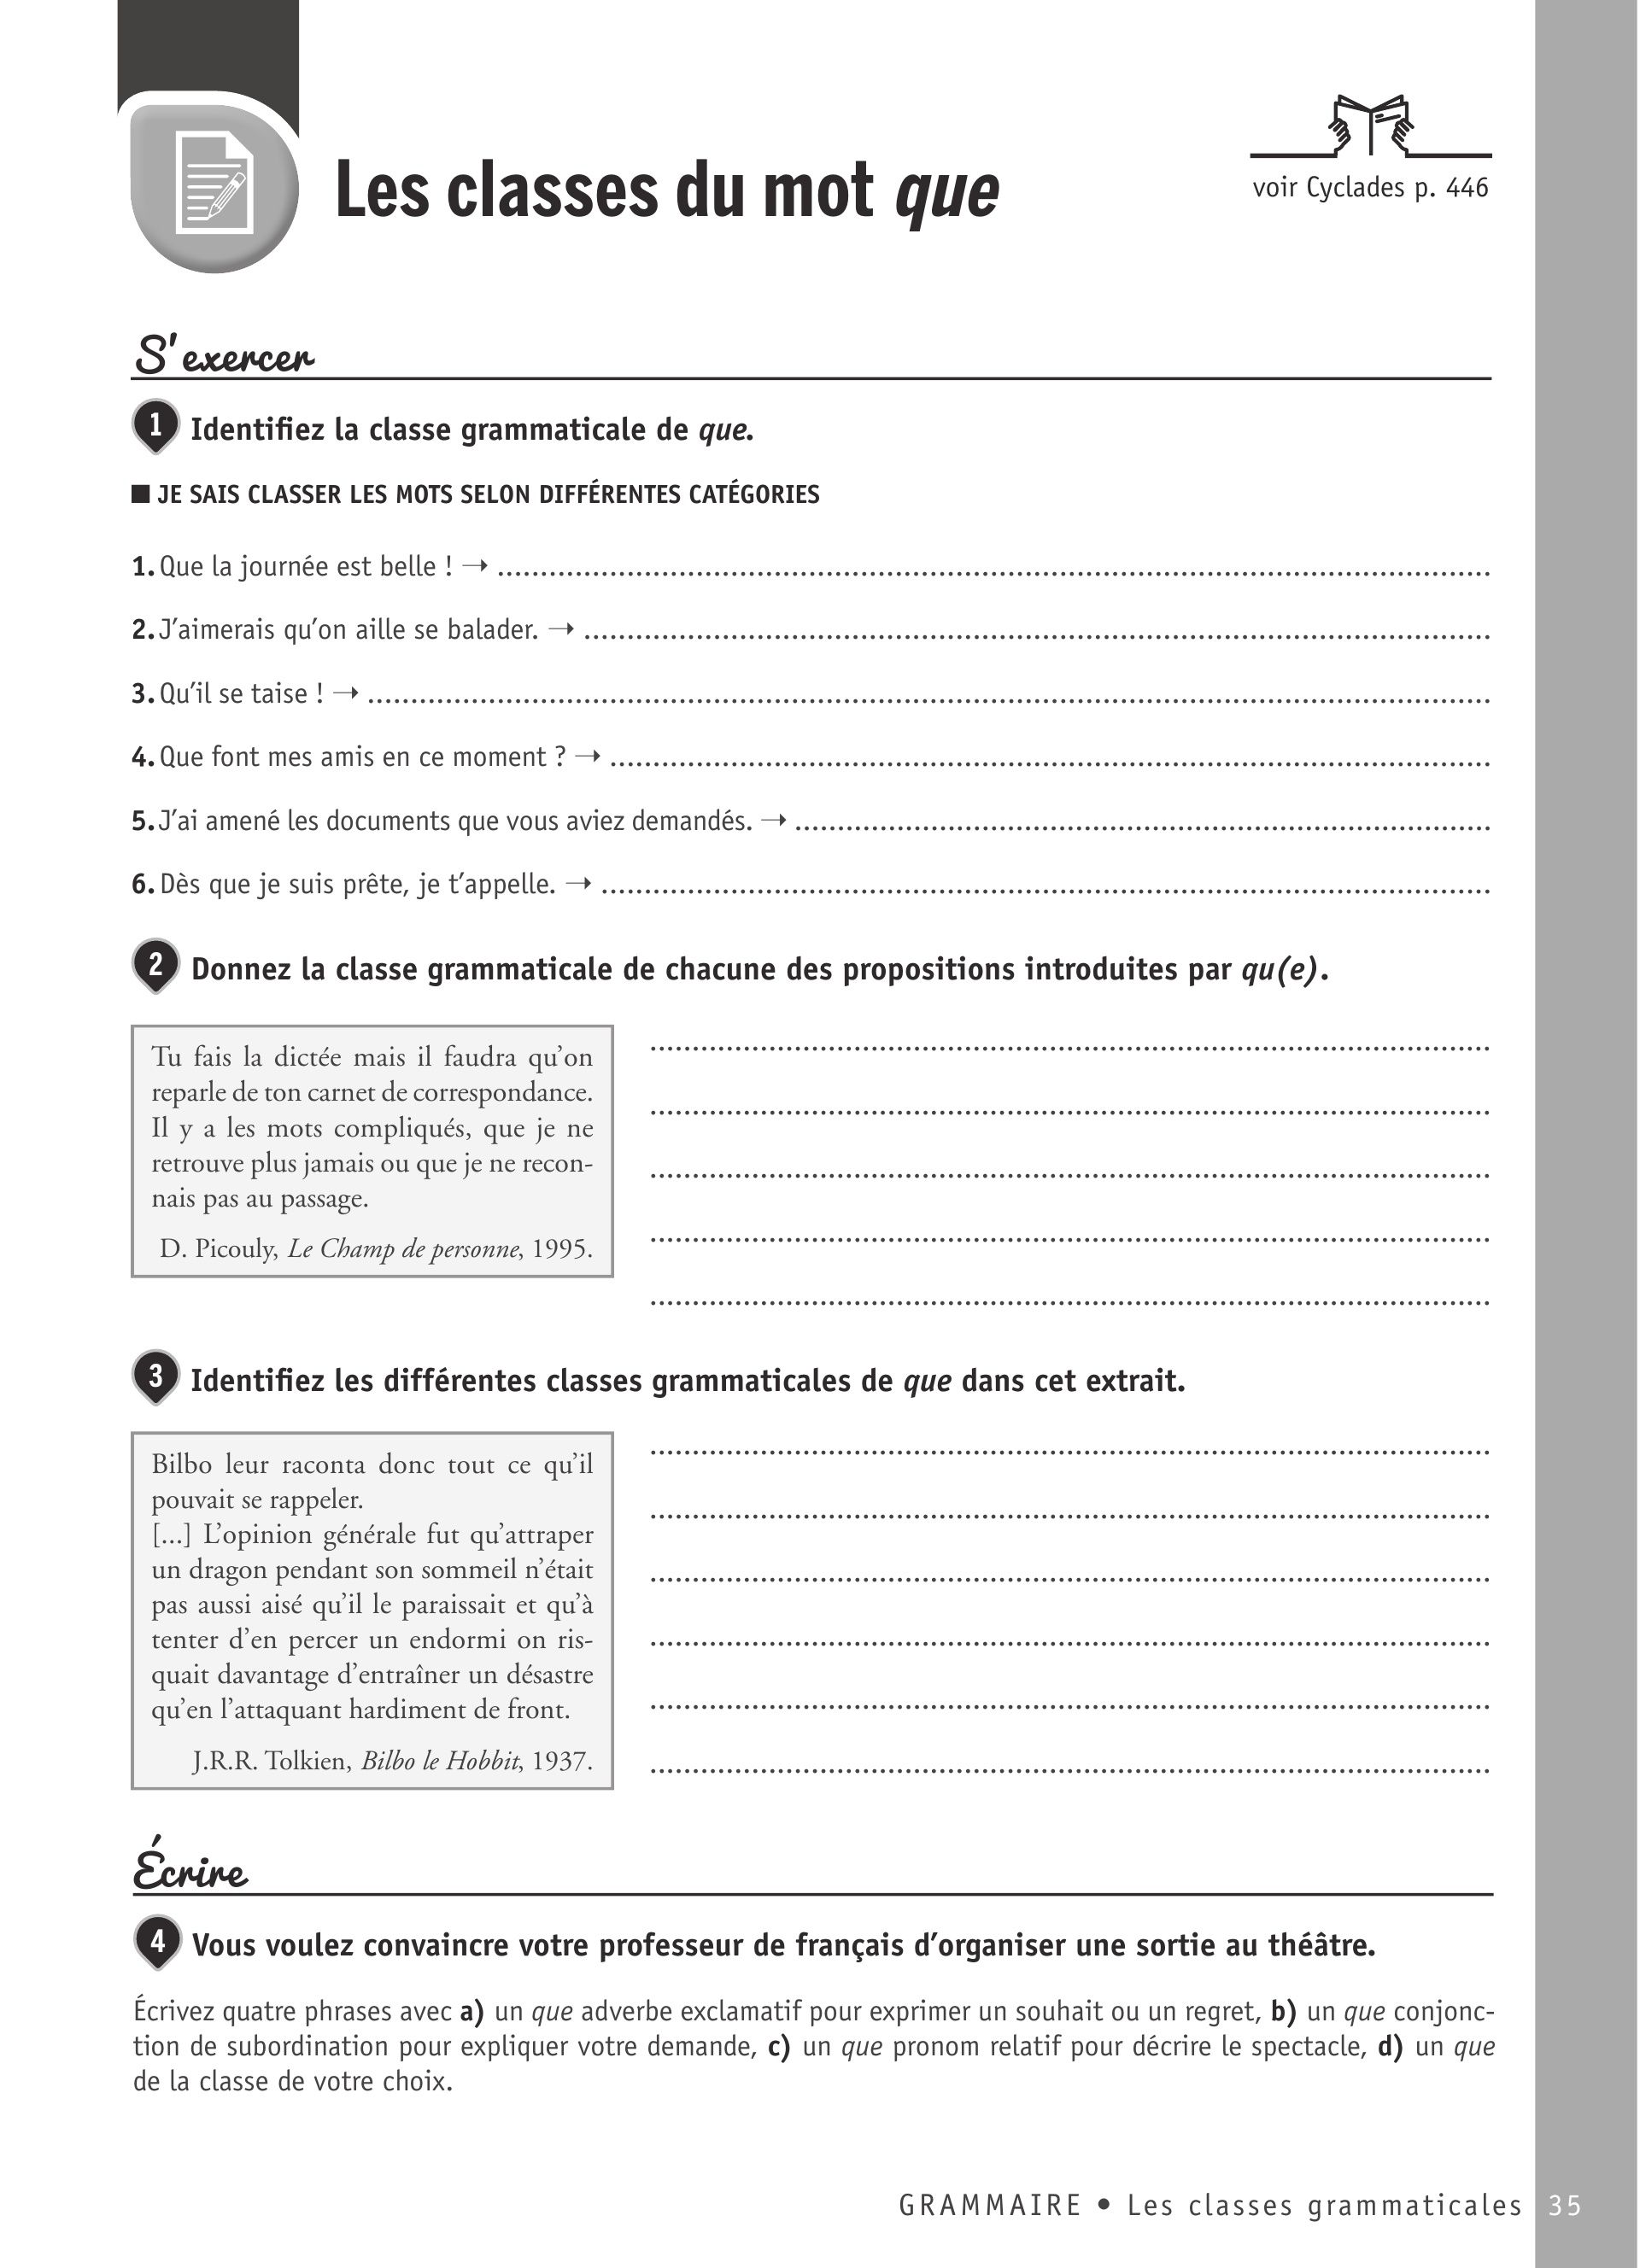 Les classes du mot que
voir Cyclades p. 446
S'exercer
1 Identifiez la classe grammaticale de que.
■ JE SAIS CLASSER LES MOTS SELON DIFFÉRENTES CATÉGORIES
1. Que la journée est belle ! → ................................................
2. J'aimerais qu'on aille se balader. → ................................................
3. Qu'il se taise ! → ................................................
4. Que font mes amis en ce moment ? → ................................................
5. J'ai amené les documents que vous aviez demandés. → ................................................
6. Dès que je suis prête, je t'appelle. → ................................................
2 Donnez la classe grammaticale de chacune des propositions introduites par qu(e).
Tu fais la dictée mais il faudra qu'on
reparle de ton carnet de correspondance.
Il y a les mots compliqués, que je ne
retrouve plus jamais ou que je ne recon-
nais pas au passage.
D. Picouly, Le Champ de personne, 1995.
3 Identifiez les différentes classes grammaticales de que dans cet extrait.
Bilbo leur raconta donc tout ce qu'il
pouvait se rappeler.
[...] L'opinion générale fut qu'attraper
un dragon pendant son sommeil n'était
pas aussi aisé qu'il le paraissait et qu'à
tenter d'en percer un endormi on ris-
quait davantage d'entraîner un désastre
qu'en l'attaquant hardiment de front.
J.R.R. Tolkien, Bilbo le Hobbit, 1937.
Écrire
4 Vous voulez convaincre votre professeur de français d'organiser une sortie au théâtre.
Écrivez quatre phrases avec a) un que adverbe exclamatif pour exprimer un souhait ou un regret, b) un que conjonc-
tion de subordination pour expliquer votre demande, c) un que pronom relatif pour décrire le spectacle, d) un que
de la classe de votre choix.
GRAMMAIRE • Les classes grammaticales 35